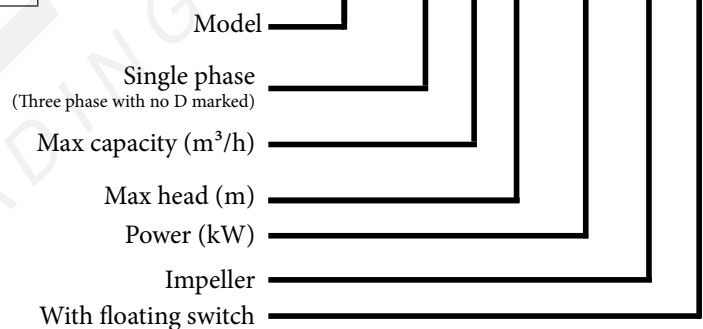 Model
Single phase
(Three phase with no D marked)
Max capacity (m³/h)
Max head (m)
Power (kW)
Impeller
With floating switch
ADING